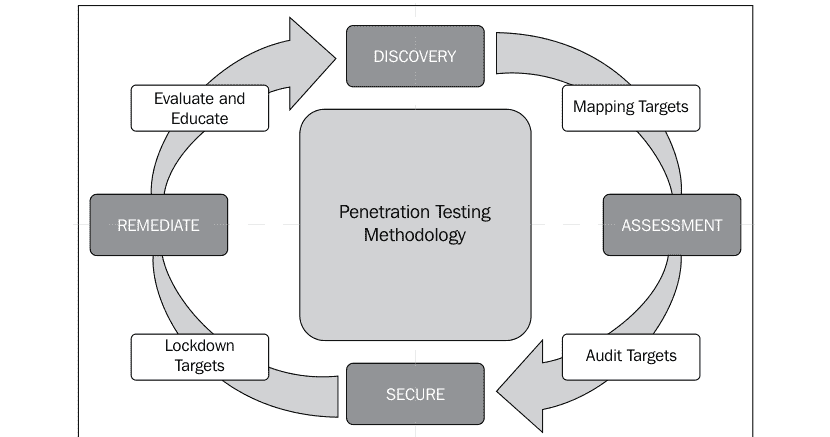 DISCOVERY
Evaluate and
Educate
Mapping Targets
Penetration Testing
Methodology
REMEDIATE
ASSESSMENT
Lockdown
Targets
Audit Targets
SECURE